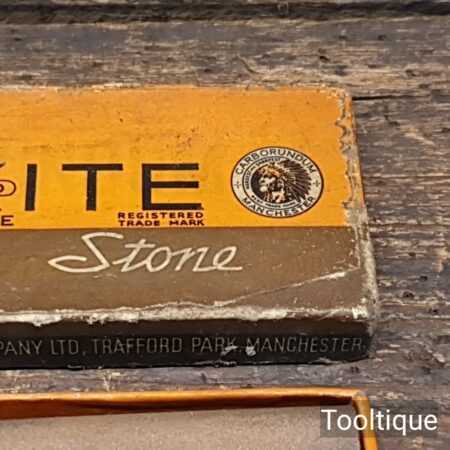 ITE
REGISTERED
TRADE MARK
CARBORUNDUM
MANCHESTER
Stone
PANY LTD, TRAFFORD PARK, MANCHESTER,
Tooltique